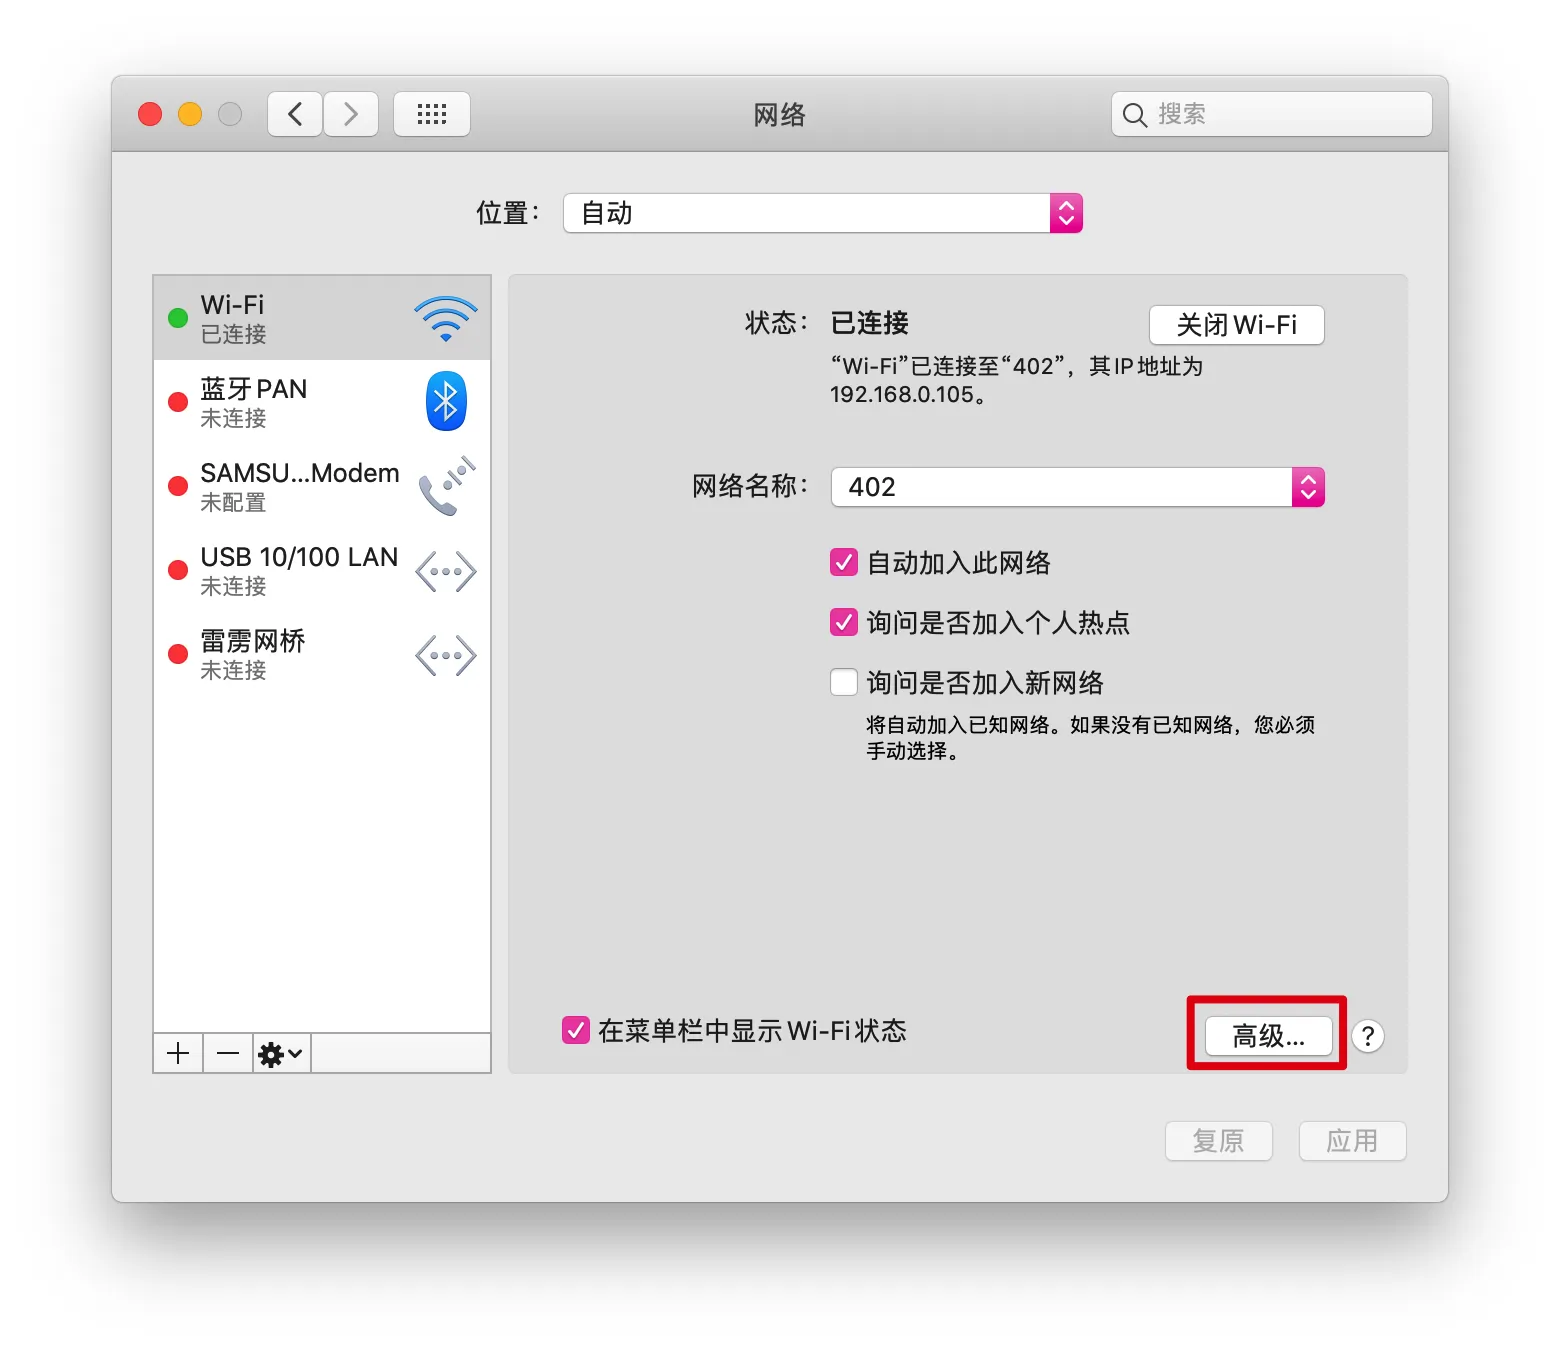 网络
搜索
位置：
自动
Wi-Fi
已连接
蓝牙 PAN
未连接
SAMSU...Modem
未配置
USB 10/100 LAN
未连接
雷雳网桥
未连接
状态：
已连接
关闭 Wi-Fi
“Wi-Fi”已连接至“402”，其 IP 地址为
192.168.0.105。
网络名称：
402
自动加入此网络
询问是否加入个人热点
询问是否加入新网络
将自动加入已知网络。如果没有已知网络，您必须
手动选择。
在菜单栏中显示 Wi-Fi 状态
高级...
?
复原
应用